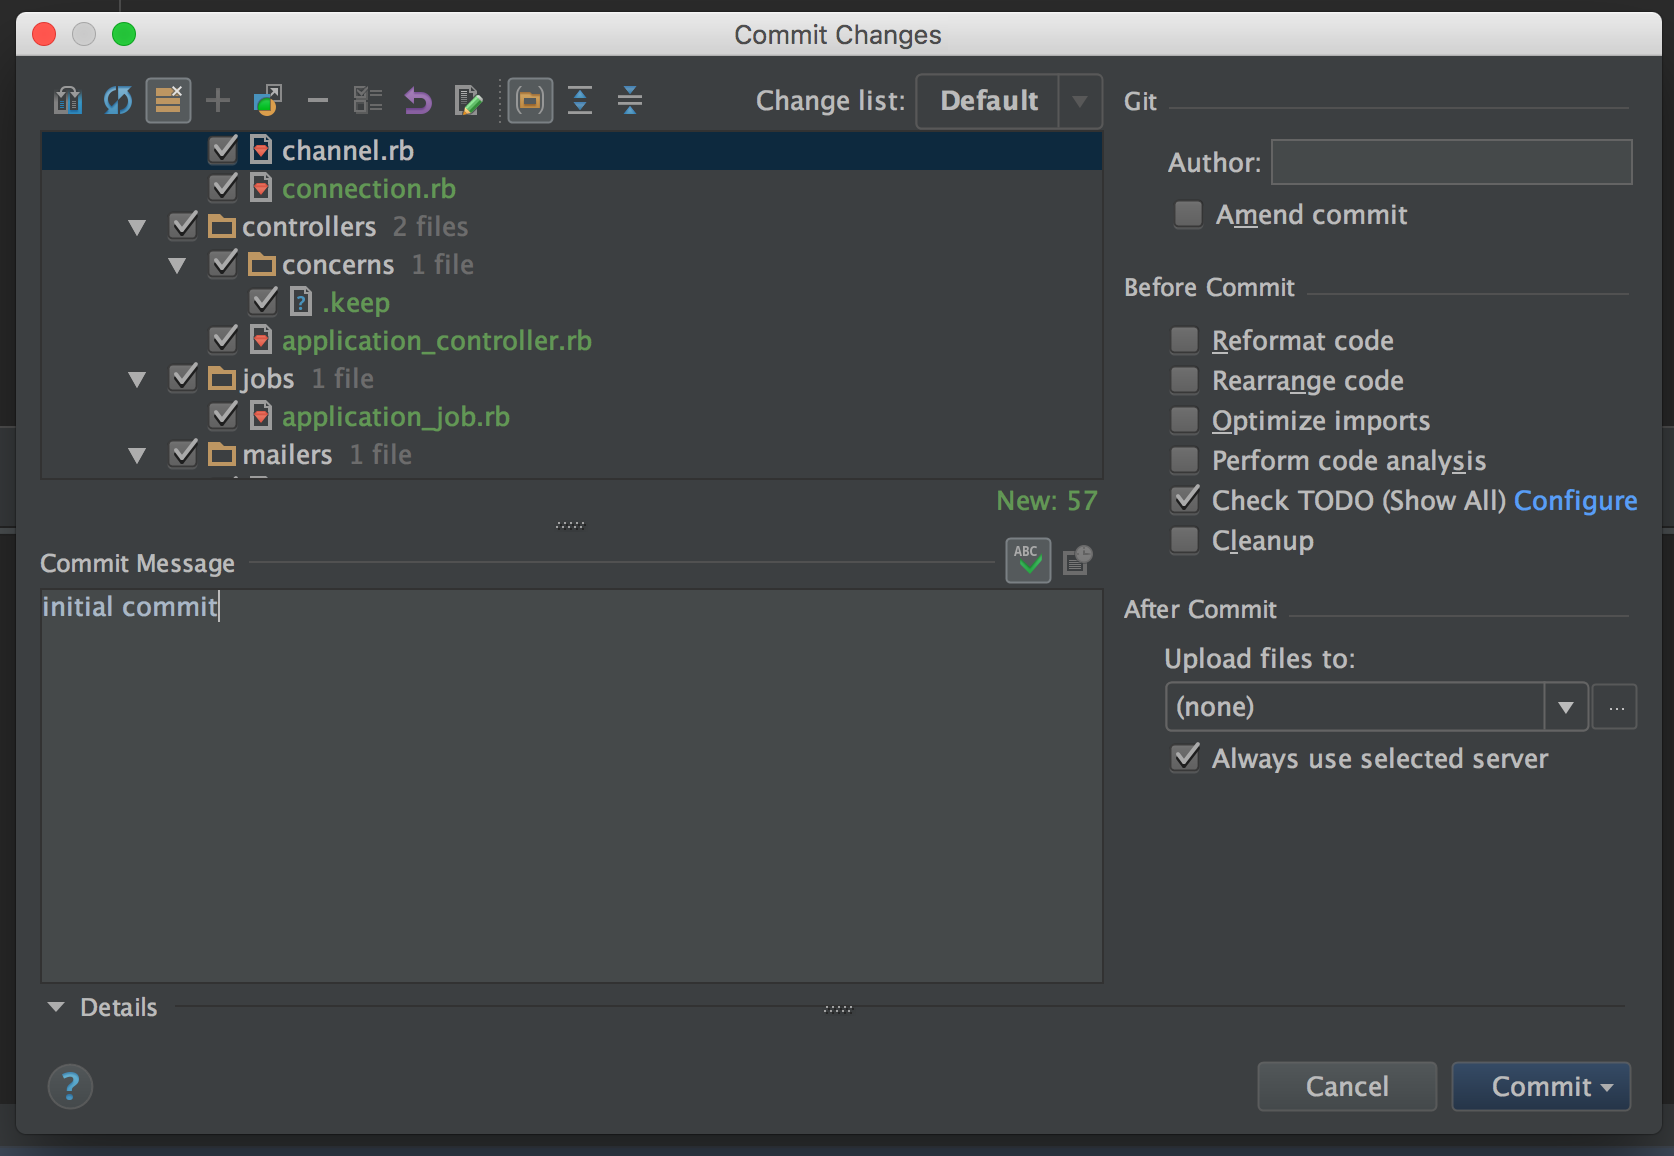 Commit Changes
Change list: Default
channel.rb
connection.rb
controllers 2 files
concerns 1 file
? .keep
application_controller.rb
jobs 1 file
application_job.rb
mailers 1 file
New: 57
Commit Message
ABC
initial commit
Details
?
Git
Author:
Amend commit
Before Commit
Reformat code
Rearrange code
Optimize imports
Perform code analysis
Check TODO (Show All) Configure
Cleanup
After Commit
Upload files to:
(none)
...
Always use selected server
Cancel
Commit